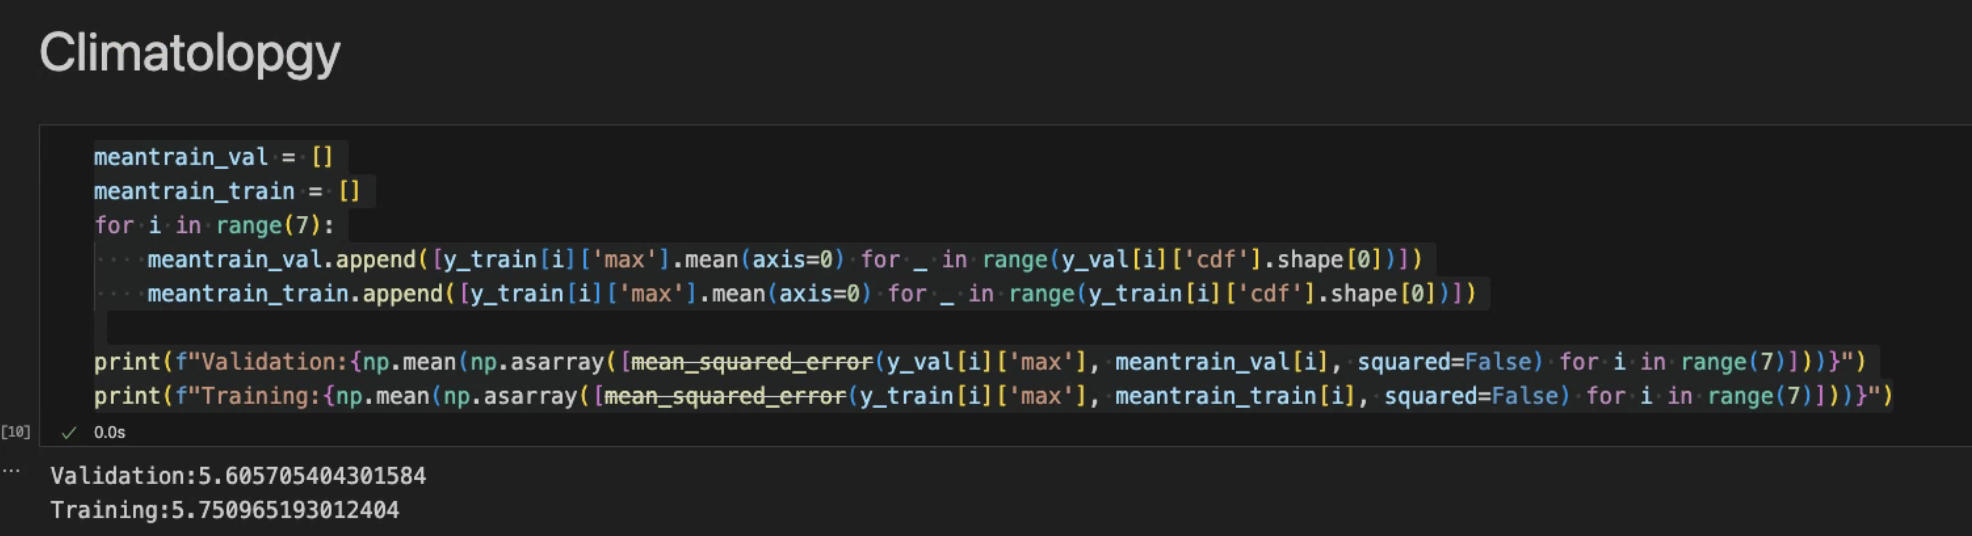 Climatolopgy
meantrain_val = []
meantrain_train = []
for i in range(7):
    meantrain_val.append([y_train[i]['max'].mean(axis=0) for _ in range(y_val[i]['cdf'].shape[0])])
    meantrain_train.append([y_train[i]['max'].mean(axis=0) for _ in range(y_train[i]['cdf'].shape[0])])
print(f"Validation:{np.mean(np.asarray([mean_squared_error(y_val[i]['max'], meantrain_val[i], squared=False) for i in range(7)]))}")
print(f"Training:{np.mean(np.asarray([mean_squared_error(y_train[i]['max'], meantrain_train[i], squared=False) for i in range(7)]))}")
[10] ✓ 0.0s
... Validation:5.605705404301584
Training:5.750965193012404